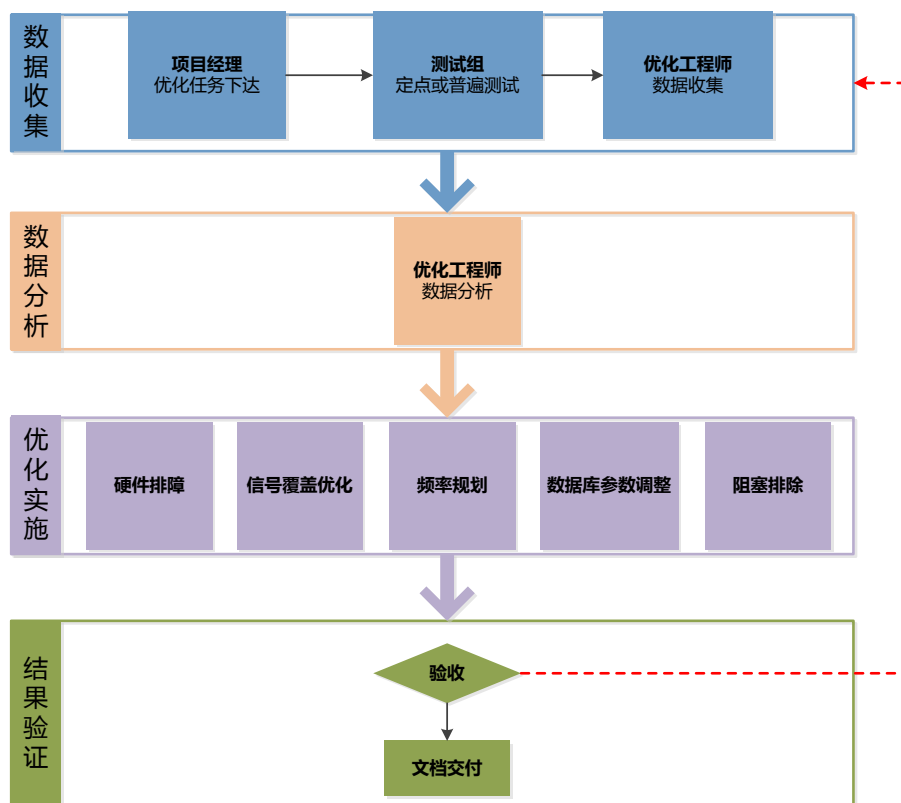 数据收集
项目经理
优化任务下达
测试组
定点或普遍测试
优化工程师
数据收集
数据分析
优化工程师
数据分析
优化实施
硬件排障
信号覆盖优化
频率规划
数据库参数调整
阻塞排除
结果验证
验收
文档交付